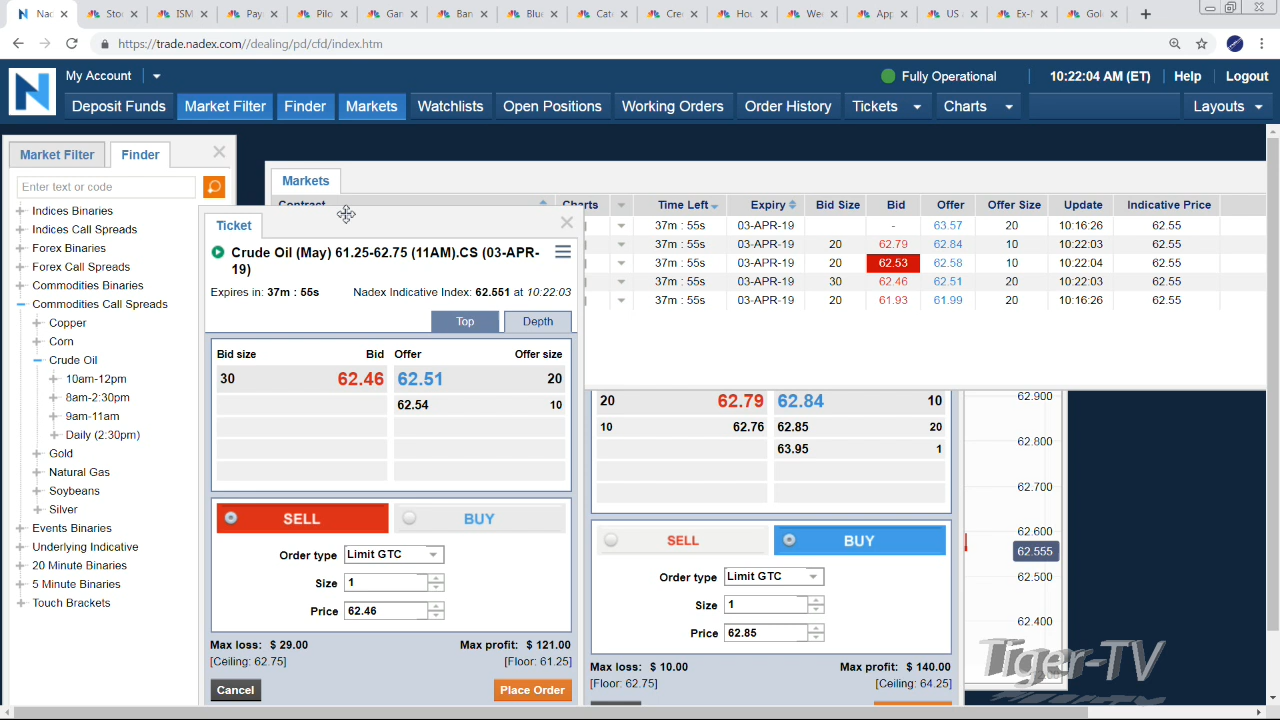 Nac
Sto
ISM
Pay
Pilo
Gar
Ban
Blu
Cat
Cre
Hou
Wee
App
US
Ex-l
Gol
https://trade.nadex.com//dealing/pd/cfd/index.htm
My Account
Fully Operational
10:22:04 AM (ET)
Help
Logout
Deposit Funds
Market Filter
Finder
Markets
Watchlists
Open Positions
Working Orders
Order History
Tickets
Charts
Layouts
Market Filter
Finder
Enter text or code
Indices Binaries
Indices Call Spreads
Forex Binaries
Forex Call Spreads
Commodities Binaries
Commodities Call Spreads
Copper
Corn
Crude Oil
10am-12pm
8am-2:30pm
9am-11am
Daily (2:30pm)
Gold
Natural Gas
Soybeans
Silver
Events Binaries
Underlying Indicative
20 Minute Binaries
5 Minute Binaries
Touch Brackets
Markets
Contract Charts Time Left Expiry Bid Size Bid Offer Offer Size Update Indicative Price
37m : 55s 03-APR-19 - 63.57 20 10:16:26 62.55
37m : 55s 03-APR-19 20 62.79 62.84 10 10:22:03 62.55
37m : 55s 03-APR-19 20 62.53 62.58 10 10:22:04 62.55
37m : 55s 03-APR-19 30 62.46 62.51 20 10:22:03 62.55
37m : 55s 03-APR-19 20 61.93 61.99 20 10:16:26 62.55
Ticket
Crude Oil (May) 61.25-62.75 (11AM).CS (03-APR-
19)
Expires in: 37m : 55s Nadex Indicative Index: 62.551 at 10:22:03
Top
Depth
Bid size Bid Offer Offer size
30 62.46 62.51 20
62.54 10
SELL
BUY
Order type Limit GTC
Size 1
Price 62.46
Max loss: $ 29.00 Max profit: $ 121.00
[Ceiling: 62.75] [Floor: 61.25]
Cancel
Place Order
20 62.79 62.84 10
10 62.76 62.85 20
63.95 1
SELL
BUY
Order type Limit GTC
Size 1
Price 62.85
Max loss: $ 10.00 Max profit: $ 140.00
[Floor: 62.75] [Ceiling: 64.25]
62.900
62.800
62.700
62.600
62.555
62.500
62.400
Tiger-TV